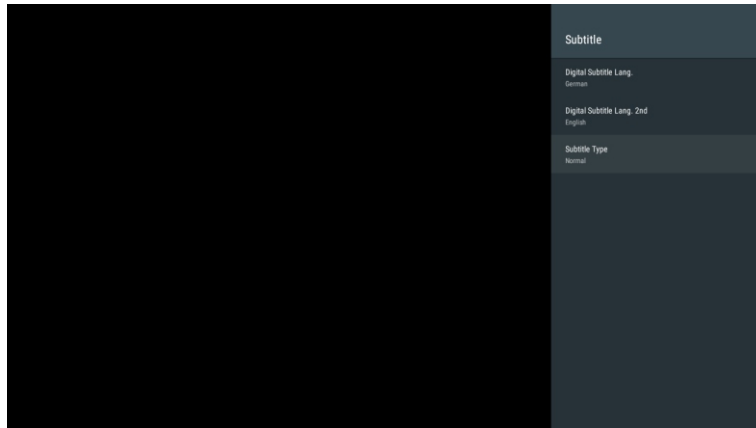 Subtitle
Digital Subtitle Lang.
German
Digital Subtitle Lang. 2nd
English
Subtitle Type
Normal